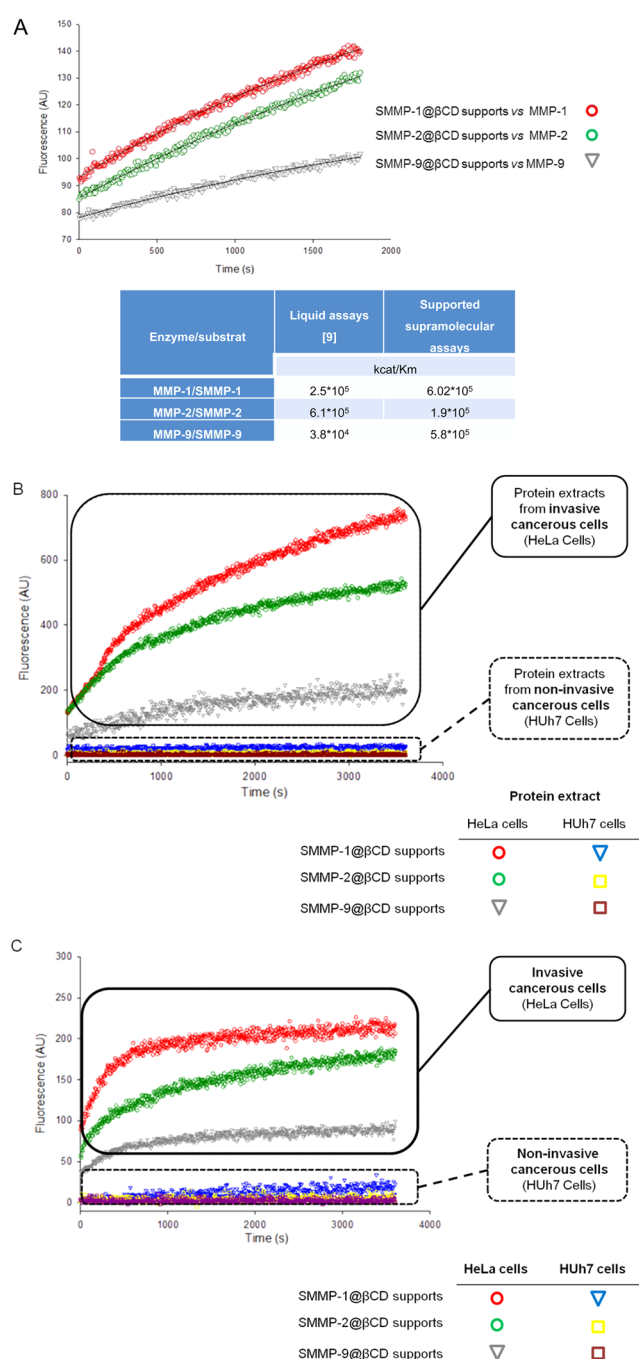 A
Fluorescence (AU)
150
140
130
120
110
100
90
80
70
0
500
1000
1500
2000
Time (s)
SMMP-1@βCD supports vs MMP-1
SMMP-2@βCD supports vs MMP-2
SMMP-9@βCD supports vs MMP-9
Enzyme/substrat
Liquid assays
[9]
Supported
supramolecular
assays
kcat/Km
MMP-1/SMMP-1 2.5*10⁵ 6.02*10⁵
MMP-2/SMMP-2 6.1*10⁵ 1.9*10⁵
MMP-9/SMMP-9 3.8*10⁴ 5.8*10⁵
B
Fluorescence (AU)
800
600
400
200
0
0
1000
2000
3000
4000
Time (s)
Protein extracts
from invasive
cancerous cells
(HeLa Cells)
Protein extracts
from non-invasive
cancerous cells
(HUh7 Cells)
Protein extract
HeLa cells HUh7 cells
SMMP-1@βCD supports
SMMP-2@βCD supports
SMMP-9@βCD supports
C
Fluorescence (AU)
300
250
200
150
100
50
0
0
1000
2000
3000
4000
Time (s)
Invasive
cancerous cells
(HeLa Cells)
Non-invasive
cancerous cells
(HUh7 Cells)
HeLa cells HUh7 cells
SMMP-1@βCD supports
SMMP-2@βCD supports
SMMP-9@βCD supports